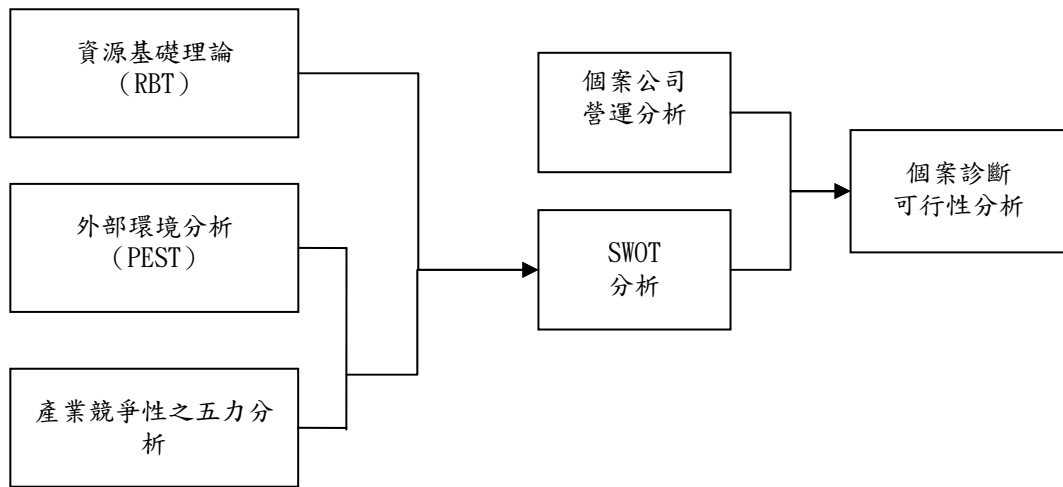 資源基礎理論
（RBT）
外部環境分析
（PEST）
產業競爭性之五力分
析
個案公司
營運分析
SWOT
分析
個案診斷
可行性分析